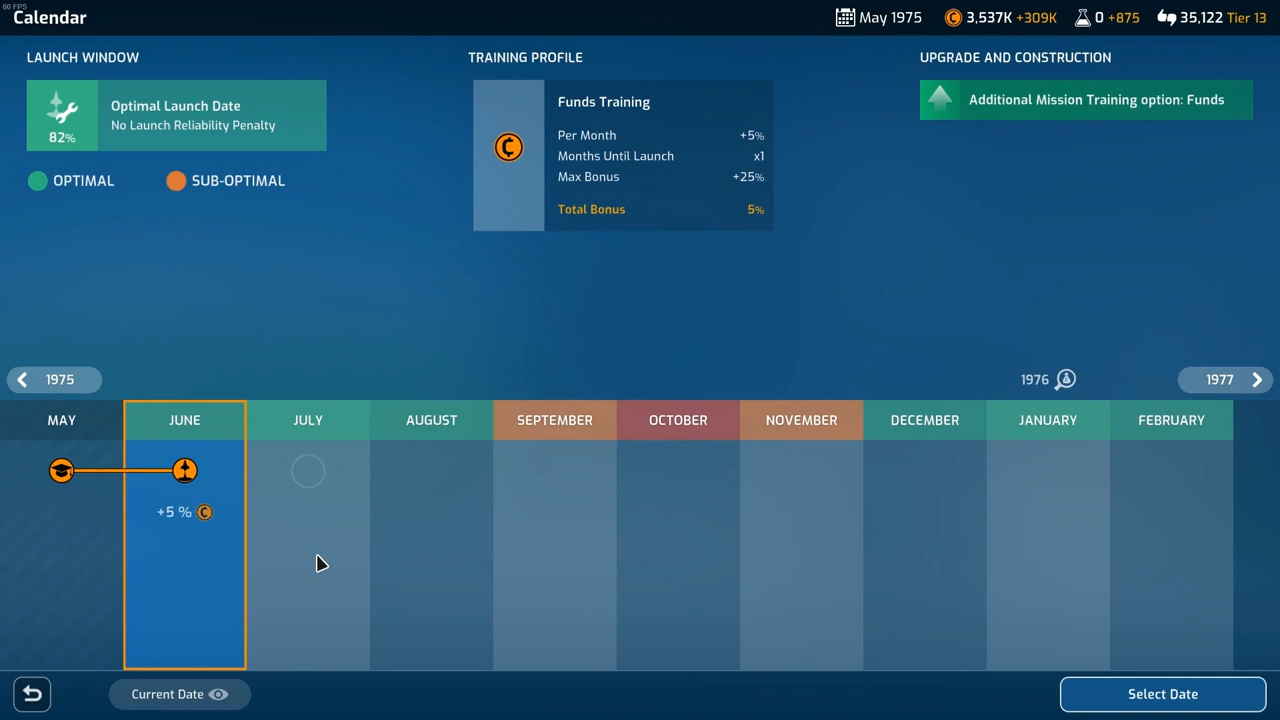 60 FPS
Calendar
May 1975
3,537K +309K
0 +875
35,122 Tier 13
LAUNCH WINDOW
82%
Optimal Launch Date
No Launch Reliability Penalty
OPTIMAL
SUB-OPTIMAL
TRAINING PROFILE
Funds Training
Per Month +5%
Months Until Launch x1
Max Bonus +25%
Total Bonus 5%
UPGRADE AND CONSTRUCTION
Additional Mission Training option: Funds
1975
1976
1977
MAY
JUNE
JULY
AUGUST
SEPTEMBER
OCTOBER
NOVEMBER
DECEMBER
JANUARY
FEBRUARY
+5 %
Current Date
Select Date